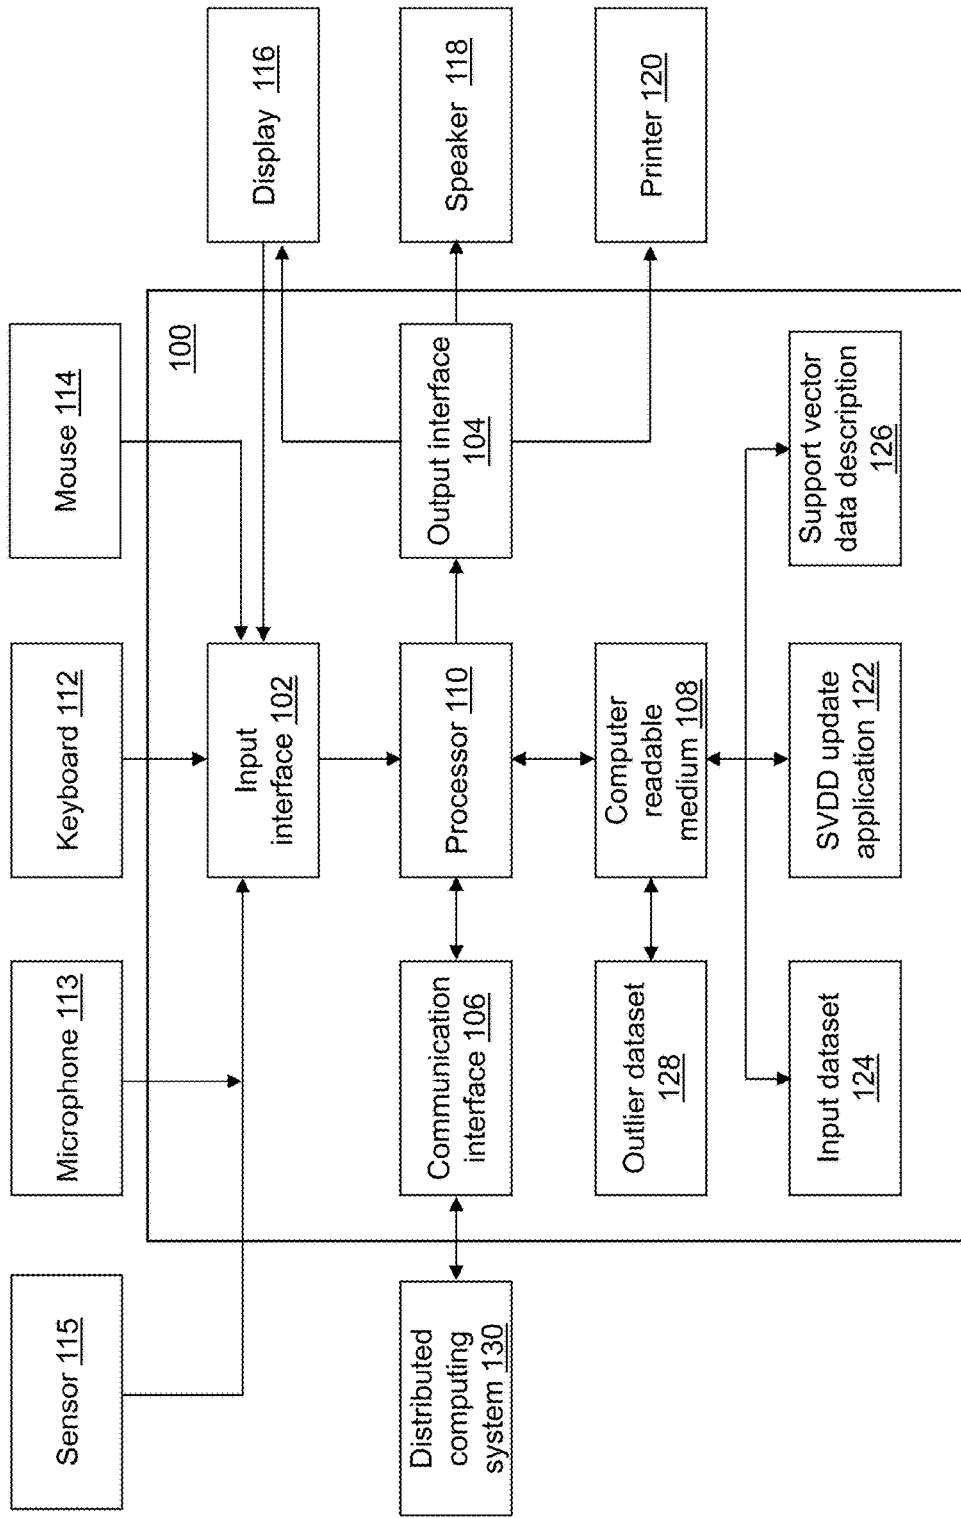 Sensor 115
Microphone 113
Keyboard 112
Mouse 114
100
Input
interface 102
Display 116
Distributed
computing
system 130
Communication
interface 106
Processor 110
Output interface
104
Speaker 118
Outlier dataset
128
Computer
readable
medium 108
Printer 120
Input dataset
124
SVDD update
application 122
Support vector
data description
126